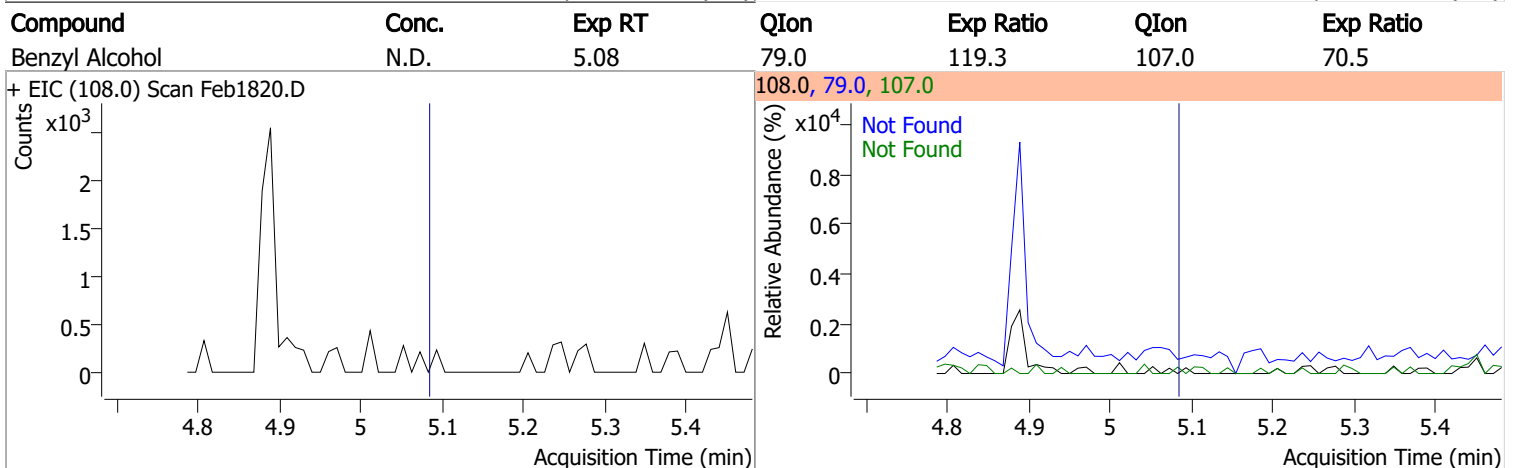 Compound Conc. Exp RT QIon Exp Ratio QIon Exp Ratio
Benzyl Alcohol N.D. 5.08 79.0 119.3 107.0 70.5
+ EIC (108.0) Scan Feb1820.D
Counts
x10³
2
1.5
1
0.5
0
4.8 4.9 5 5.1 5.2 5.3 5.4
Acquisition Time (min)
108.0, 79.0, 107.0
Relative Abundance (%)
x10⁴
Not Found
Not Found
0.8
0.6
0.4
0.2
0
4.8 4.9 5 5.1 5.2 5.3 5.4
Acquisition Time (min)